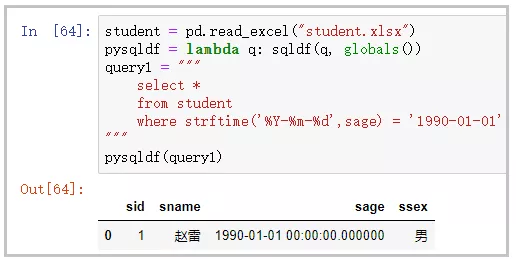 In [64]: student = pd.read_excel("student.xlsx")
pysqldf = lambda q: sqldf(q, globals())
query1 = """
select *
from student
where strftime('%Y-%m-%d',sage) = '1990-01-01'
"""
pysqldf(query1)
Out[64]:
sid sname sage ssex
0 1 赵雷 1990-01-01 00:00:00.000000 男